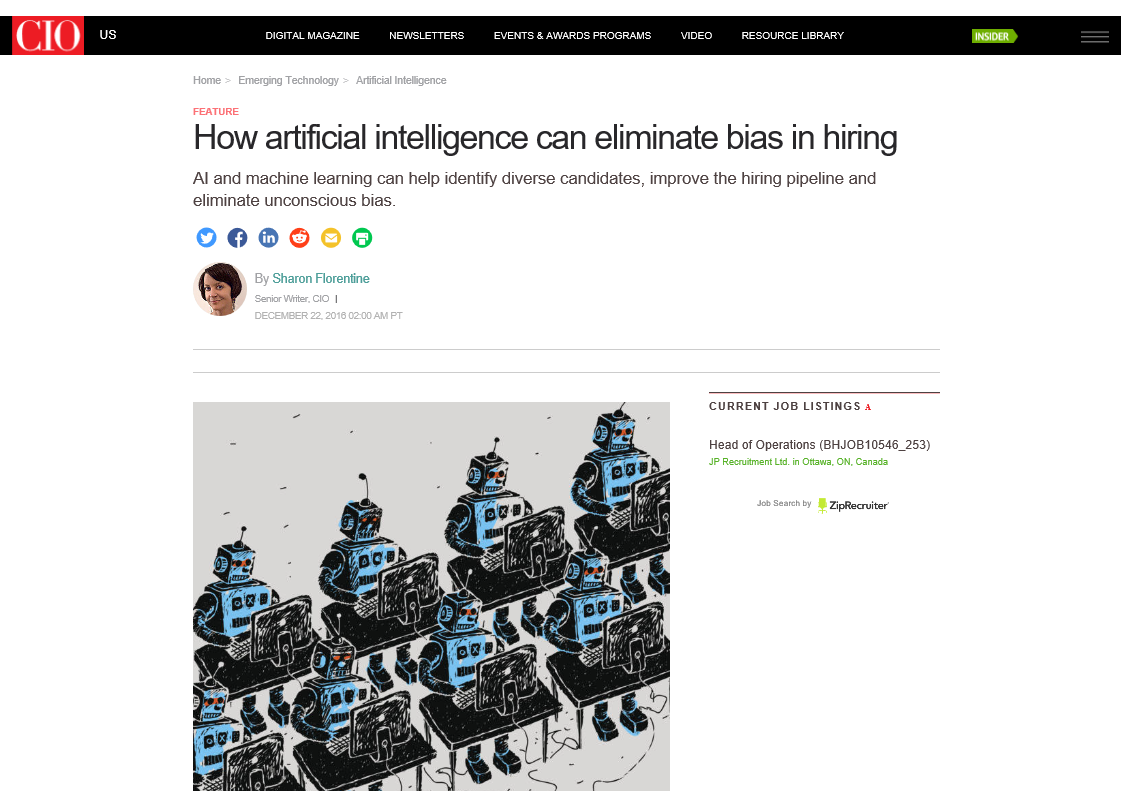 CIO US DIGITAL MAGAZINE NEWSLETTERS EVENTS & AWARDS PROGRAMS VIDEO RESOURCE LIBRARY INSIDER
Home > Emerging Technology > Artificial Intelligence
FEATURE
How artificial intelligence can eliminate bias in hiring
AI and machine learning can help identify diverse candidates, improve the hiring pipeline and
eliminate unconscious bias.
By Sharon Florentine
Senior Writer, CIO |
DECEMBER 22, 2016 02:00 AM PT
CURRENT JOB LISTINGS A
Head of Operations (BHJOB10546_253)
JP Recruitment Ltd. in Ottawa, ON, Canada
Job Search by ZipRecruiter